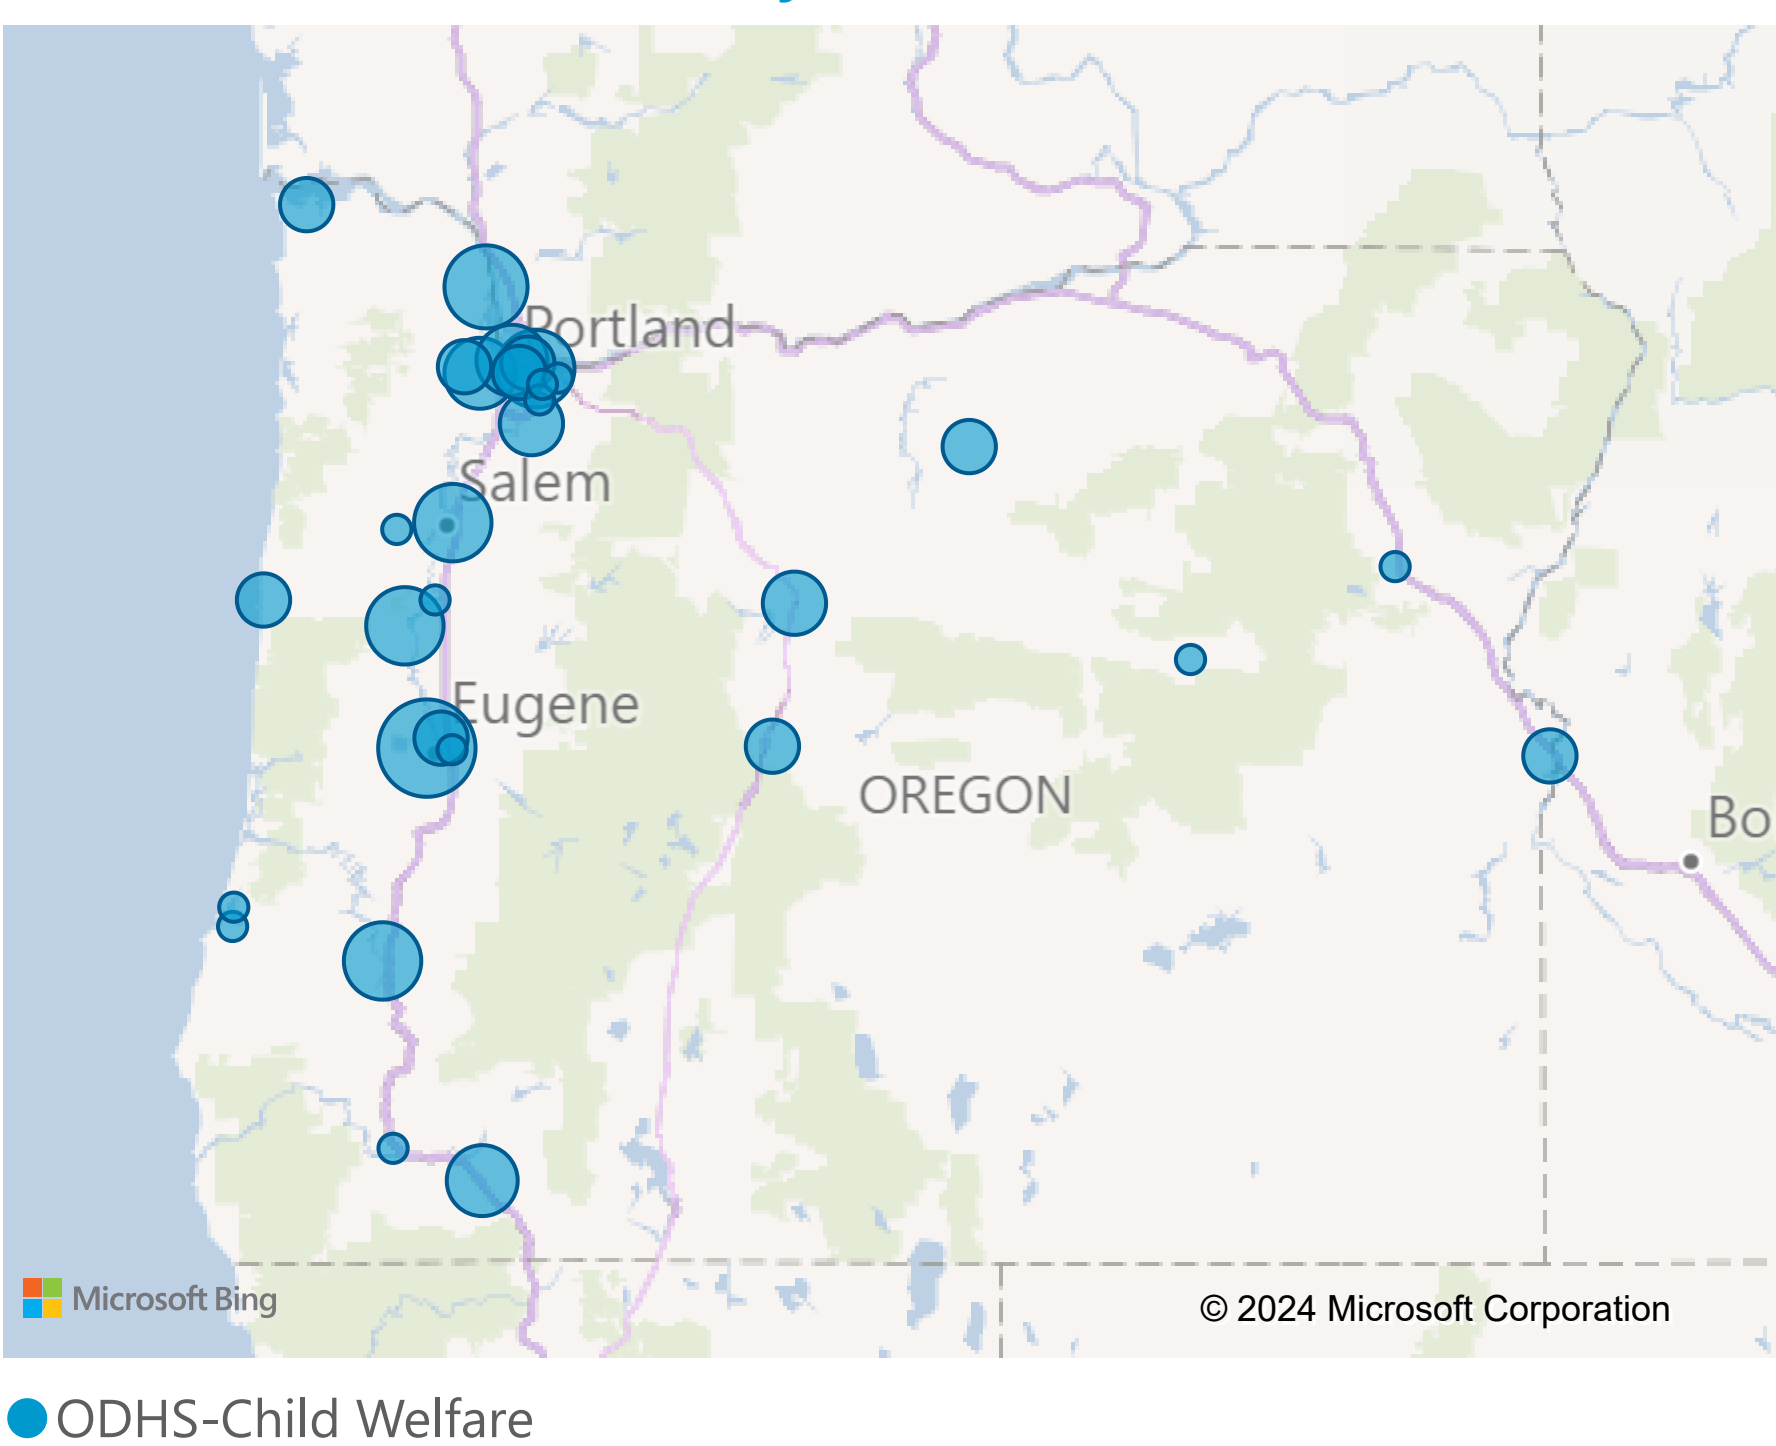 Portland
Salem
Eugene
OREGON
Bo
Microsoft Bing
© 2024 Microsoft Corporation
ODHS-Child Welfare